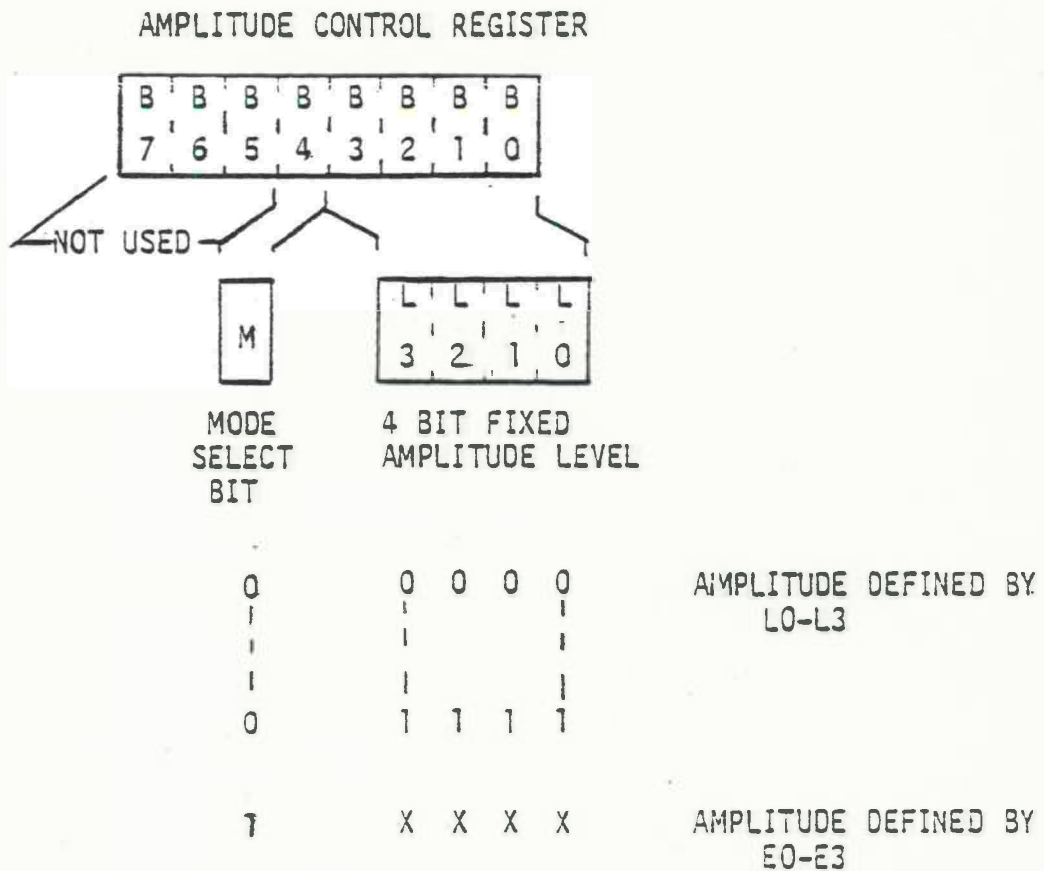 AMPLITUDE CONTROL REGISTER
B B B B B B B B
7 6 5 4 3 2 1 0
NOT USED
L L L L
M
3 2 1 0
MODE
SELECT
BIT
4 BIT FIXED
AMPLITUDE LEVEL
0 0 0 0 0 AMPLITUDE DEFINED BY
L0-L3
0 1 1 1 1
1 X X X X AMPLITUDE DEFINED BY
E0-E3